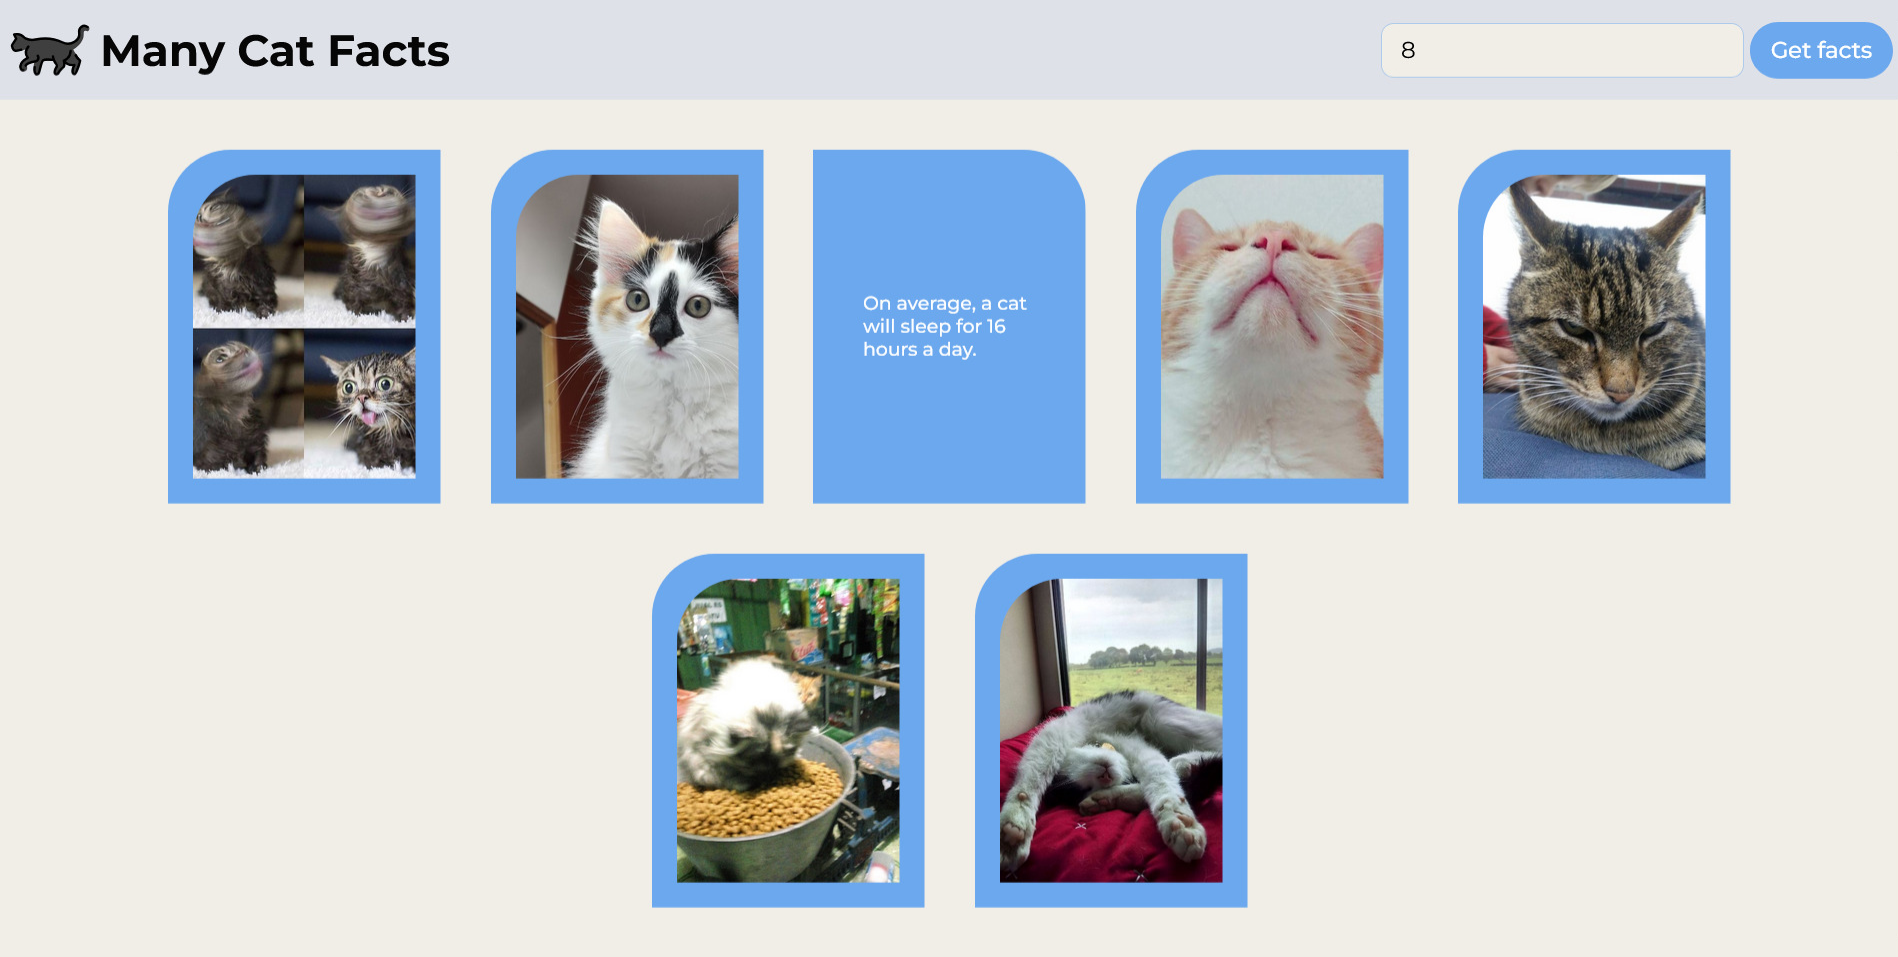 Many Cat Facts
8
Get facts
On average, a cat
will sleep for 16
hours a day.